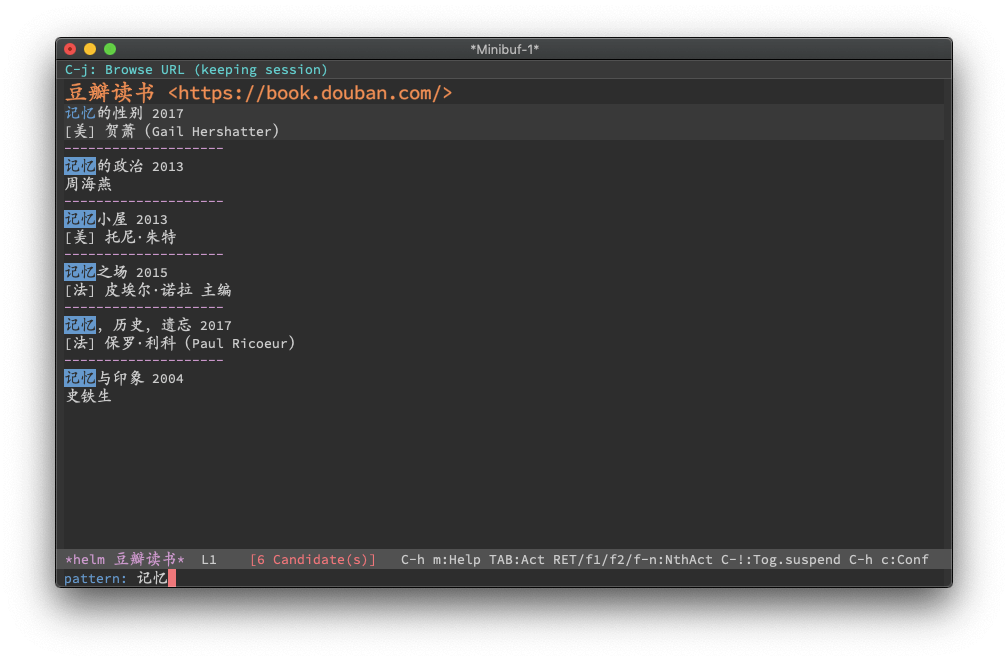 *Minibuf-1*
C-j: Browse URL (keeping session)
豆瓣读书 <https://book.douban.com/>
记忆的性别 2017
[美] 贺萧 (Gail Hershatter)
--------------------
记忆的政治 2013
周海燕
--------------------
记忆小屋 2013
[美] 托尼·朱特
--------------------
记忆之场 2015
[法] 皮埃尔·诺拉 主编
--------------------
记忆，历史，遗忘 2017
[法] 保罗·利科 (Paul Ricoeur)
--------------------
记忆与印象 2004
史铁生
*helm 豆瓣读书* L1 [6 Candidate(s)] C-h m:Help TAB:Act RET/f1/f2/f-n:NthAct C-!:Tog.suspend C-h c:Conf
pattern: 记忆